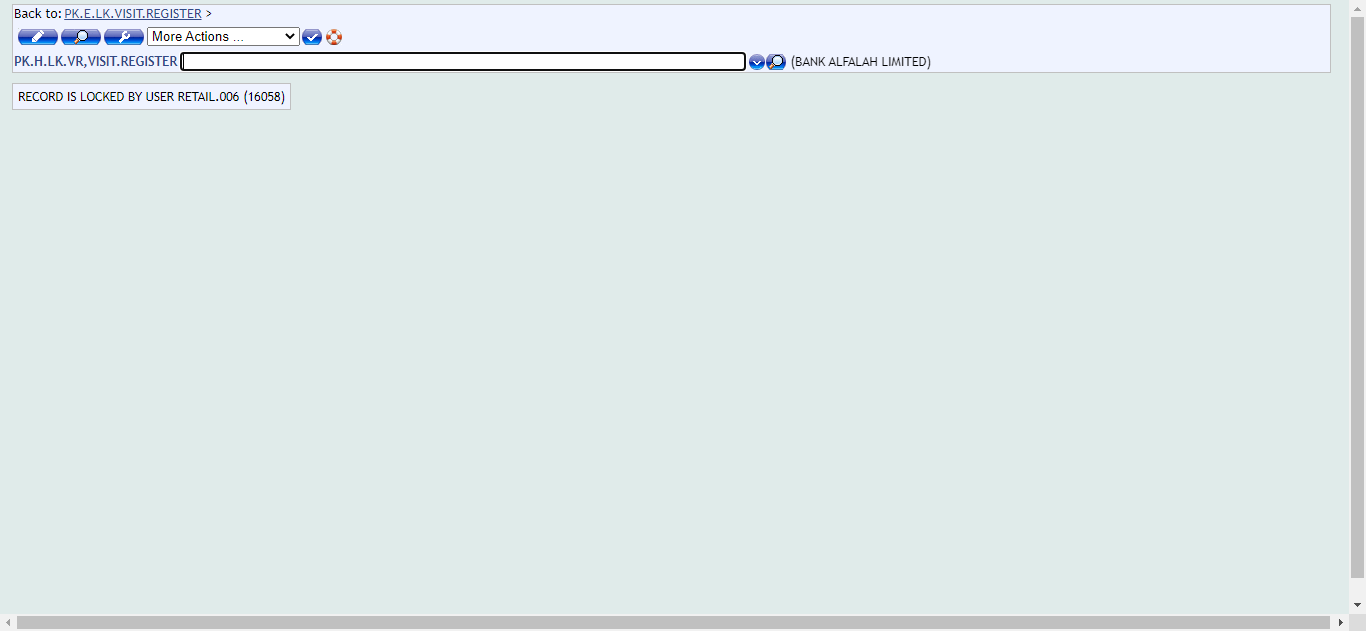 Back to: PK.E.LK.VISIT.REGISTER >
More Actions ...
PK.H.LK.VR,VISIT.REGISTER (BANK ALFALAH LIMITED)
RECORD IS LOCKED BY USER RETAIL.006 (16058)